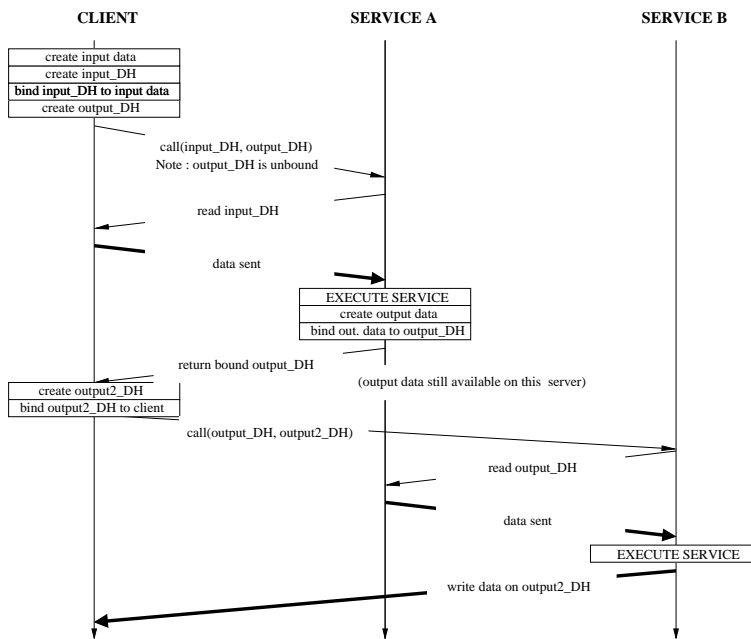 CLIENT
SERVICE A
SERVICE B
create input data
create input_DH
bind input_DH to input data
create output_DH
call(input_DH, output_DH)
Note : output_DH is unbound
read input_DH
data sent
EXECUTE SERVICE
create output data
bind out. data to output_DH
return bound output_DH
(output data still available on this server)
create output2_DH
bind output2_DH to client
call(output_DH, output2_DH)
read output_DH
data sent
EXECUTE SERVICE
write data on output2_DH